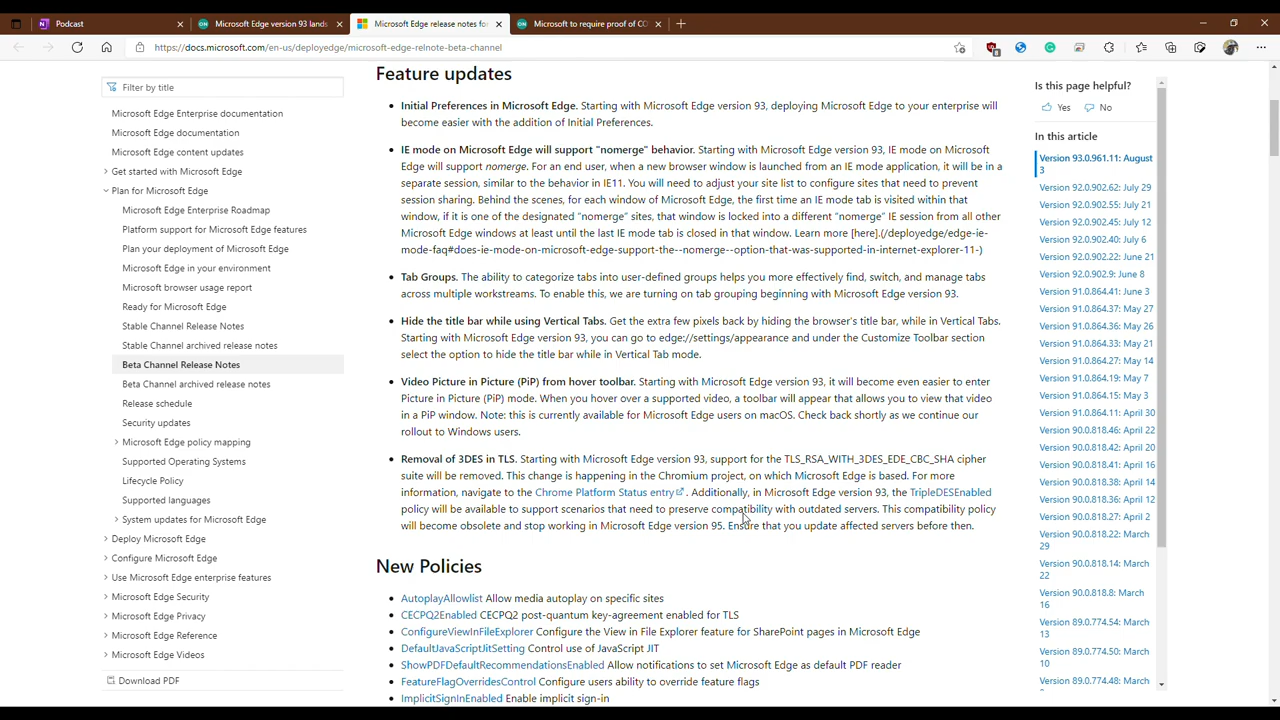 Podcast
Microsoft Edge version 93 lands
Microsoft Edge release notes for
Microsoft to require proof of CO
https://docs.microsoft.com/en-us/deployedge/microsoft-edge-relnote-beta-channel
8
Filter by title
Microsoft Edge Enterprise documentation
Microsoft Edge documentation
Microsoft Edge content updates
Get started with Microsoft Edge
Plan for Microsoft Edge
Microsoft Edge Enterprise Roadmap
Platform support for Microsoft Edge features
Plan your deployment of Microsoft Edge
Microsoft Edge in your environment
Microsoft browser usage report
Ready for Microsoft Edge
Stable Channel Release Notes
Stable Channel archived release notes
Beta Channel Release Notes
Beta Channel archived release notes
Release schedule
Security updates
Microsoft Edge policy mapping
Supported Operating Systems
Lifecycle Policy
Supported languages
System updates for Microsoft Edge
Deploy Microsoft Edge
Configure Microsoft Edge
Use Microsoft Edge enterprise features
Microsoft Edge Security
Microsoft Edge Privacy
Microsoft Edge Reference
Microsoft Edge Videos
Download PDF
Feature updates
• Initial Preferences in Microsoft Edge. Starting with Microsoft Edge version 93, deploying Microsoft Edge to your enterprise will
become easier with the addition of Initial Preferences.
• IE mode on Microsoft Edge will support "nomerge" behavior. Starting with Microsoft Edge version 93, IE mode on Microsoft
Edge will support nomerge. For an end user, when a new browser window is launched from an IE mode application, it will be in a
separate session, similar to the behavior in IE11. You will need to adjust your site list to configure sites that need to prevent
session sharing. Behind the scenes, for each window of Microsoft Edge, the first time an IE mode tab is visited within that
window, if it is one of the designated "nomerge" sites, that window is locked into a different "nomerge" IE session from all other
Microsoft Edge windows at least until the last IE mode tab is closed in that window. Learn more [here].(/deployedge/edge-ie-
mode-faq#does-ie-mode-on-microsoft-edge-support-the--nomerge--option-that-was-supported-in-internet-explorer-11-)
• Tab Groups. The ability to categorize tabs into user-defined groups helps you more effectively find, switch, and manage tabs
across multiple workstreams. To enable this, we are turning on tab grouping beginning with Microsoft Edge version 93.
• Hide the title bar while using Vertical Tabs. Get the extra few pixels back by hiding the browser's title bar, while in Vertical Tabs.
Starting with Microsoft Edge version 93, you can go to edge://settings/appearance and under the Customize Toolbar section
select the option to hide the title bar while in Vertical Tab mode.
• Video Picture in Picture (PiP) from hover toolbar. Starting with Microsoft Edge version 93, it will become even easier to enter
Picture in Picture (PiP) mode. When you hover over a supported video, a toolbar will appear that allows you to view that video
in a PiP window. Note: this is currently available for Microsoft Edge users on macOS. Check back shortly as we continue our
rollout to Windows users.
• Removal of 3DES in TLS. Starting with Microsoft Edge version 93, support for the TLS_RSA_WITH_3DES_EDE_CBC_SHA cipher
suite will be removed. This change is happening in the Chromium project, on which Microsoft Edge is based. For more
information, navigate to the Chrome Platform Status entry. Additionally, in Microsoft Edge version 93, the TripleDESEnabled
policy will be available to support scenarios that need to preserve compatibility with outdated servers. This compatibility policy
will become obsolete and stop working in Microsoft Edge version 95. Ensure that you update affected servers before then.
New Policies
• AutoplayAllowlist Allow media autoplay on specific sites
• CECPQ2Enabled CECPQ2 post-quantum key-agreement enabled for TLS
• ConfigureViewInFileExplorer Configure the View in File Explorer feature for SharePoint pages in Microsoft Edge
• DefaultJavaScriptJitSetting Control use of JavaScript JIT
• ShowPDFDefaultRecommendationsEnabled Allow notifications to set Microsoft Edge as default PDF reader
• FeatureFlagOverridesControl Configure users ability to override feature flags
• ImplicitSignInEnabled Enable implicit sign-in
Is this page helpful?
Yes No
In this article
Version 93.0.961.11: August
3
Version 92.0.902.62: July 29
Version 92.0.902.55: July 21
Version 92.0.902.45: July 12
Version 92.0.902.40: July 6
Version 92.0.902.22: June 21
Version 92.0.902.9: June 8
Version 91.0.864.41: June 3
Version 91.0.864.37: May 27
Version 91.0.864.36: May 26
Version 91.0.864.33: May 21
Version 91.0.864.27: May 14
Version 91.0.864.19: May 7
Version 91.0.864.15: May 3
Version 91.0.864.11: April 30
Version 90.0.818.46: April 22
Version 90.0.818.42: April 20
Version 90.0.818.41: April 16
Version 90.0.818.38: April 14
Version 90.0.818.36: April 12
Version 90.0.818.27: April 2
Version 90.0.818.22: March
29
Version 90.0.818.14: March
22
Version 90.0.818.8: March
16
Version 89.0.774.54: March
13
Version 89.0.774.50: March
10
Version 89.0.774.48: March